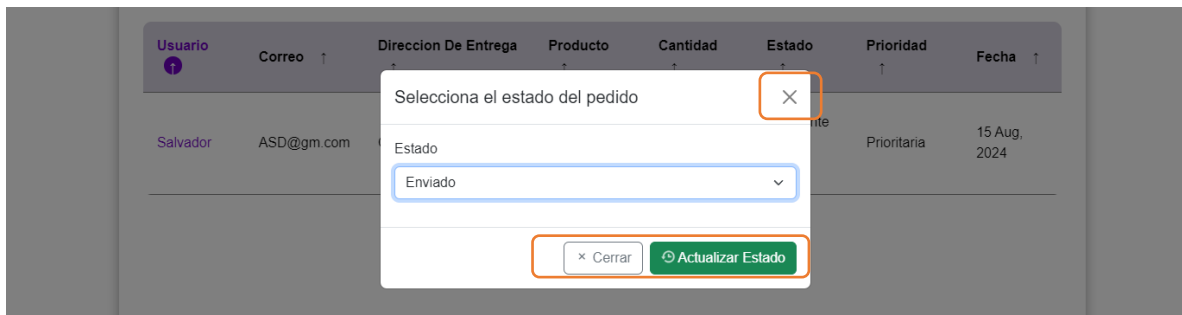 Usuario Correo ↑ Direccion De Entrega Producto Cantidad Estado Prioridad Fecha ↑
↑ ↑ ↑ ↑ ↑ ↑
Selecciona el estado del pedido ×
Salvador ASD@gm.com Prioritaria 15 Aug,
2024
Estado
Enviado
× Cerrar Actualizar Estado